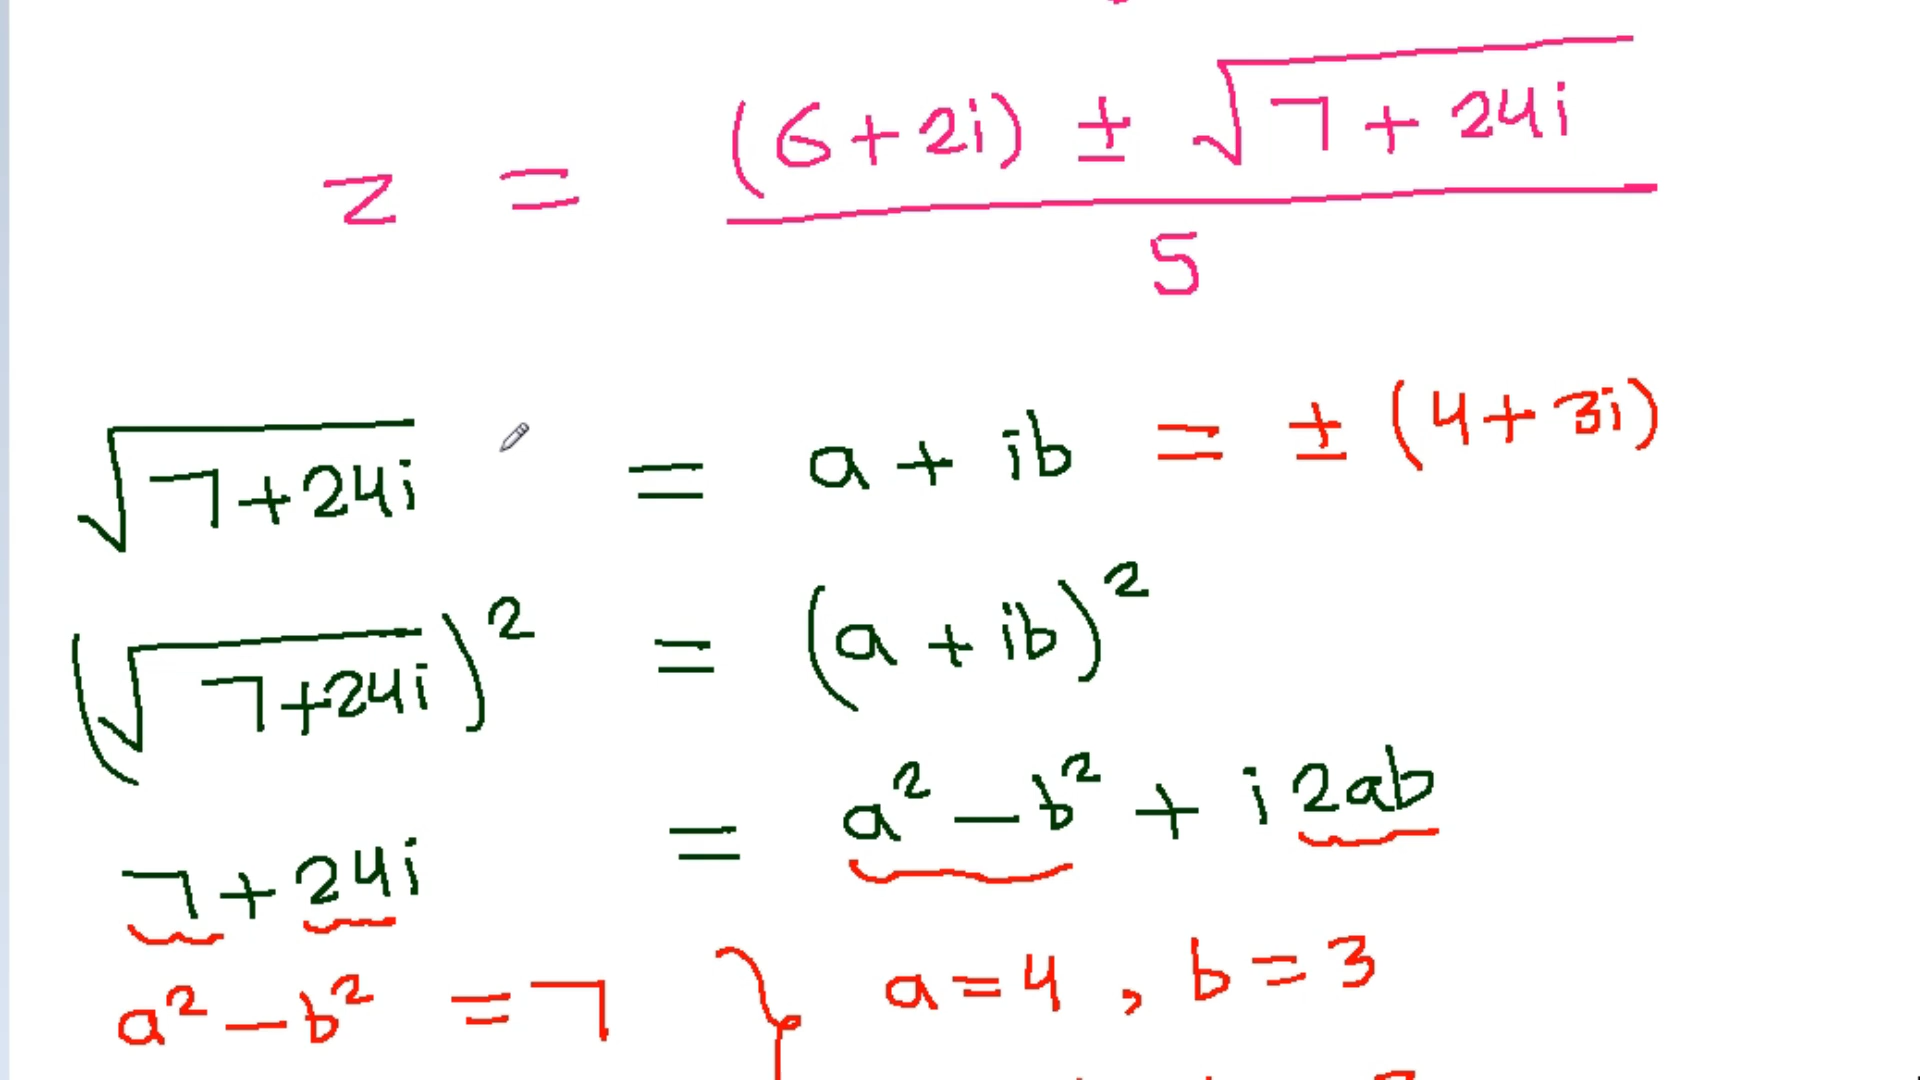 z = ((6+2i) ± √(7+24i)) / 5
√(7+24i) = a + ib = ± (4+3i)
(√(7+24i))² = (a + ib)²
7+24i = a² − b² + i 2ab
a² − b² = 7 } a=4 , b=3